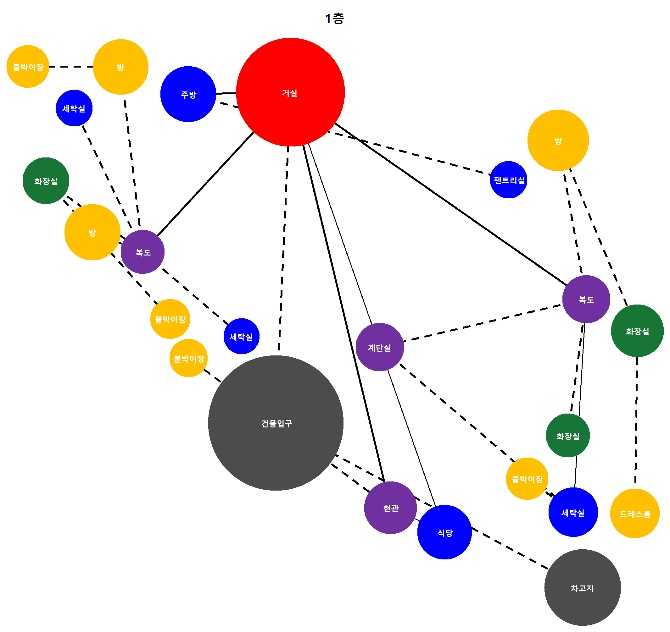 1층
붙박이장
방
주방
거실
세탁실
방
화장실
팬트리실
방
복도
복도
붙박이장
화장실
세탁실
계단실
붙박이장
건물입구
화장실
붙박이장
현관
세탁실
드레스룸
식당
차고지